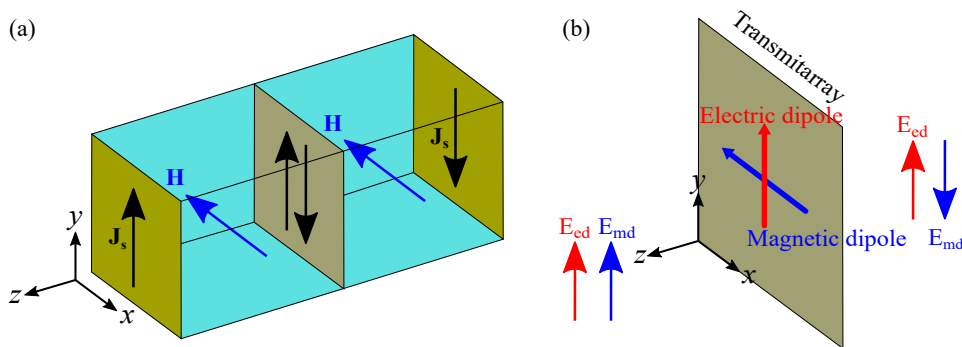 (a)
H
H
J_s
J_s
y
z
x
(b)
Transmitarray
Electric dipole
E_ed
E_ed E_md
Magnetic dipole
E_md
y
z
x